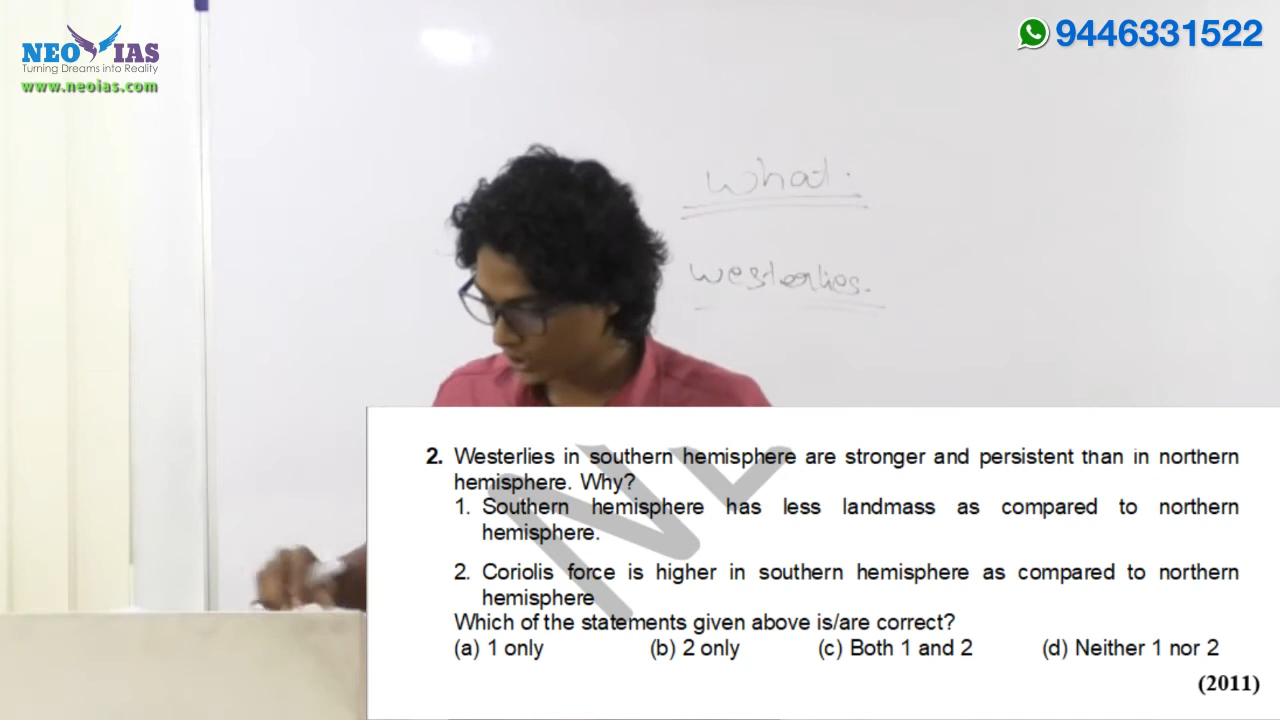 NEO IAS
Turning Dreams into Reality
www.neoias.com
9446331522
What.
Westerlies.
2. Westerlies in southern hemisphere are stronger and persistent than in northern
hemisphere. Why?
1. Southern hemisphere has less landmass as compared to northern
hemisphere.
2. Coriolis force is higher in southern hemisphere as compared to northern
hemisphere
Which of the statements given above is/are correct?
(a) 1 only (b) 2 only (c) Both 1 and 2 (d) Neither 1 nor 2
(2011)